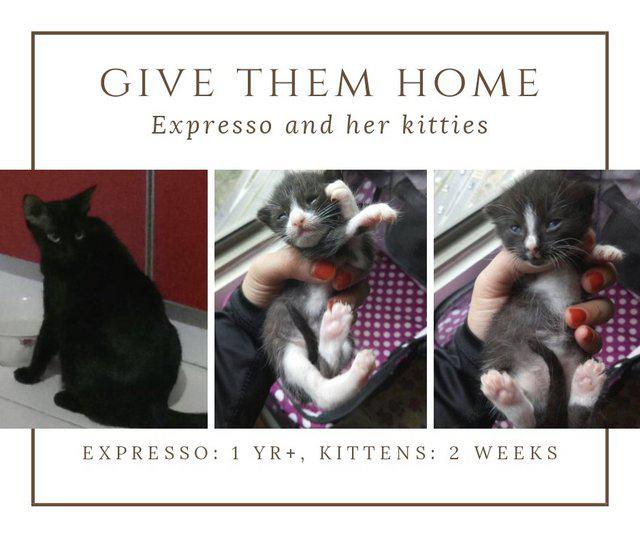 GIVE THEM HOME
Expresso and her kitties
EXPRESSO: 1 YR+, KITTENS: 2 WEEKS